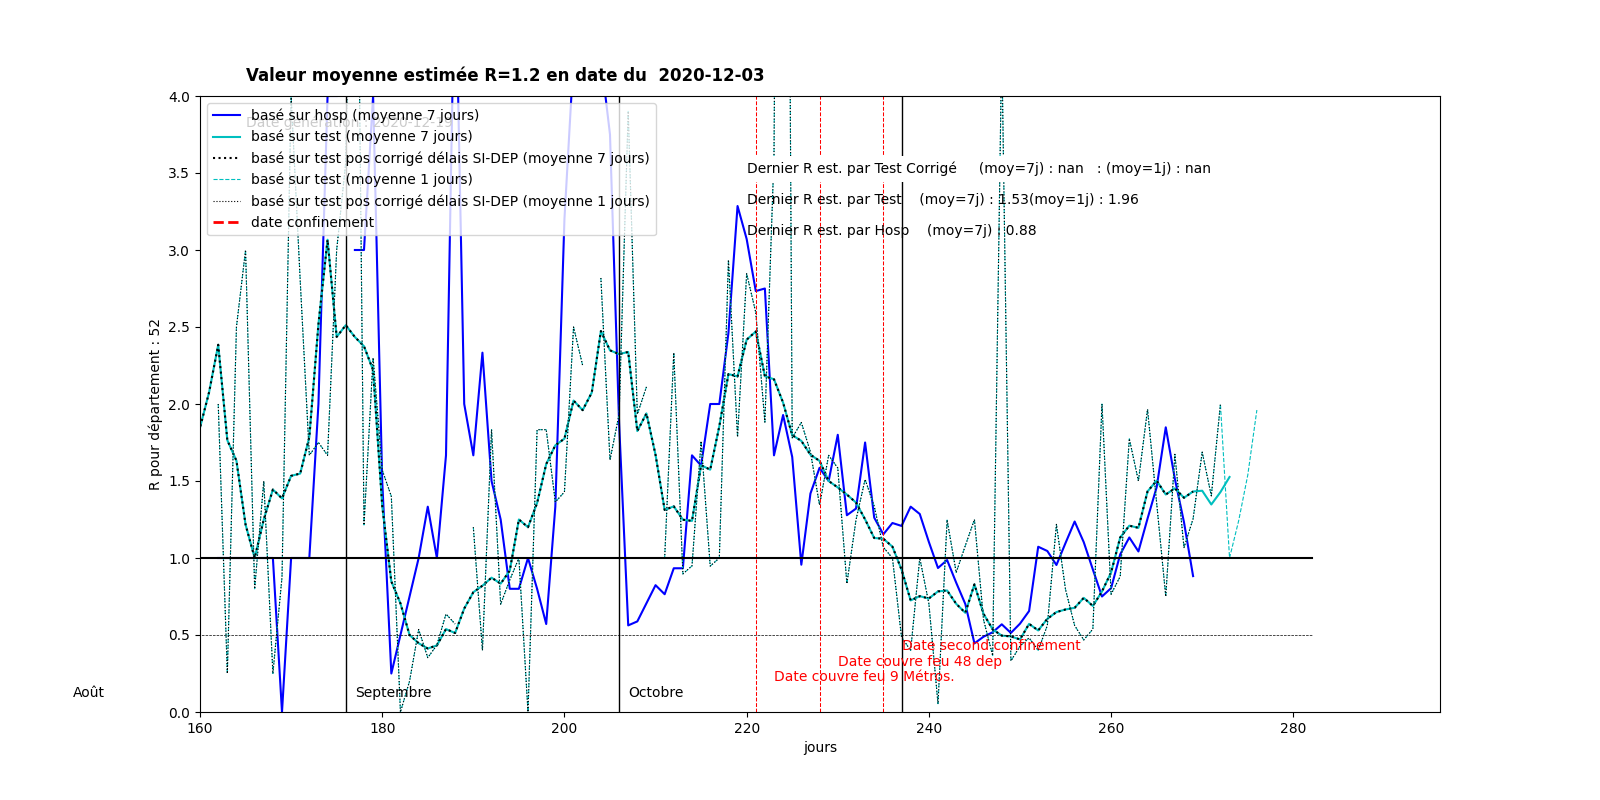 Valeur moyenne estimée R=1.2 en date du  2020-12-03
basé sur hosp (moyenne 7 jours)
basé sur test (moyenne 7 jours)
basé sur test pos corrigé délais SI-DEP (moyenne 7 jours)
basé sur test (moyenne 1 jours)
basé sur test pos corrigé délais SI-DEP (moyenne 1 jours)
date confinement
Dernier R est. par Test Corrigé     (moy=7j) : nan   : (moy=1j) : nan
Dernier R est. par Test    (moy=7j) : 1.53(moy=1j) : 1.96
Dernier R est. par Hosp    (moy=7j) : 0.88
R pour département : 52
4.0
3.5
3.0
2.5
2.0
1.5
1.0
0.5
0.0
Date second confinement
Date couvre feu 48 dep
Date couvre feu 9 Métros.
Août
Septembre
Octobre
160
180
200
220
240
260
280
jours